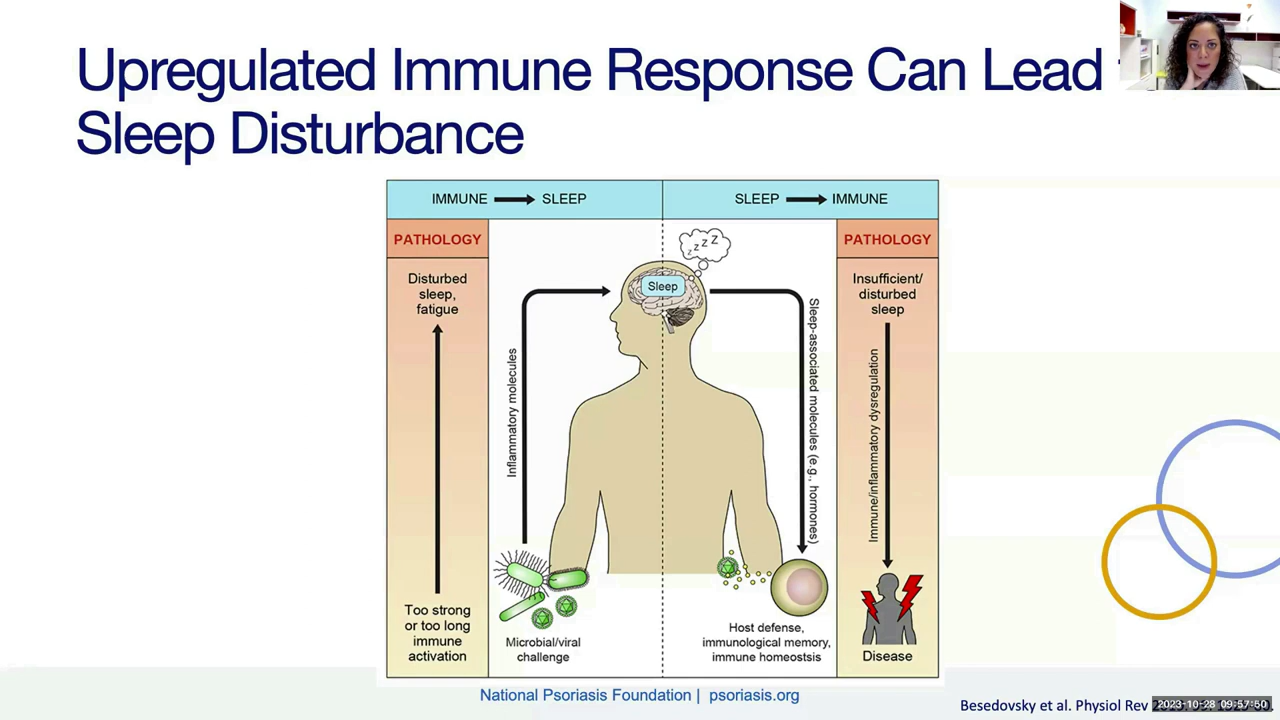 Upregulated Immune Response Can Lead
Sleep Disturbance
IMMUNE SLEEP
SLEEP IMMUNE
PATHOLOGY
PATHOLOGY
Disturbed
sleep,
fatigue
z z z z
Sleep
Insufficient/
disturbed
sleep
Inflammatory molecules
Sleep-associated molecules (e.g., hormones)
Immune/inflammatory dysregulation
Too strong
or too long
immune
activation
Microbial/viral
challenge
Host defense,
immunological memory,
immune homeostsis
Disease
National Psoriasis Foundation | psoriasis.org
Besedovsky et al. Physiol Rev
2023-10-28 09:57:50